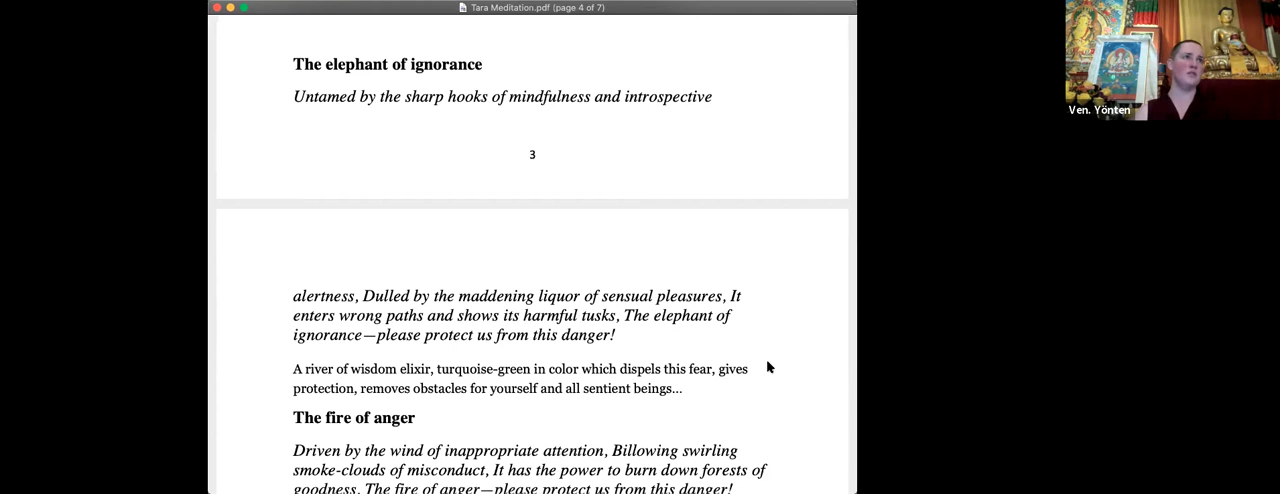 Tara Meditation.pdf (page 4 of 7)
The elephant of ignorance
Untamed by the sharp hooks of mindfulness and introspective
3
alertness, Dulled by the maddening liquor of sensual pleasures, It
enters wrong paths and shows its harmful tusks, The elephant of
ignorance—please protect us from this danger!
A river of wisdom elixir, turquoise-green in color which dispels this fear, gives
protection, removes obstacles for yourself and all sentient beings...
The fire of anger
Driven by the wind of inappropriate attention, Billowing swirling
smoke-clouds of misconduct, It has the power to burn down forests of
goodness, The fire of anger—please protect us from this danger!
Ven. Yönten